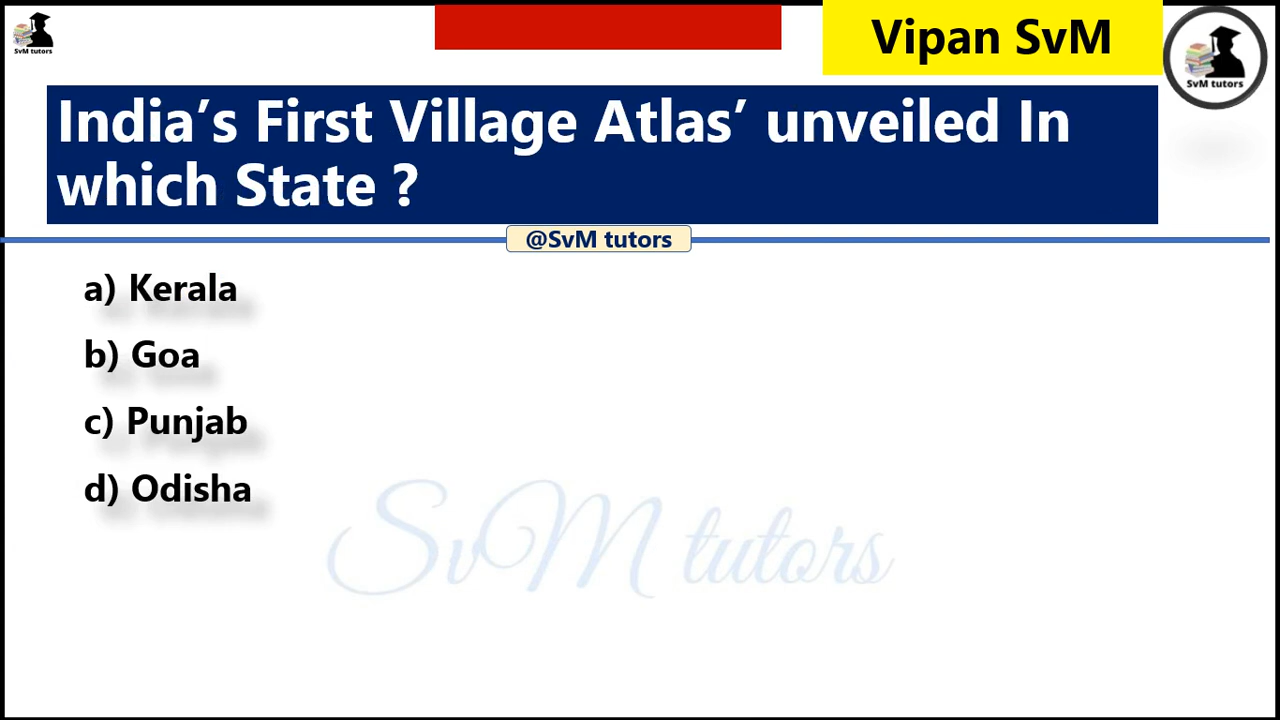 SvM tutors
Vipan SvM
SvM tutors
India’s First Village Atlas’ unveiled In
which State ?
@SvM tutors
a) Kerala
b) Goa
c) Punjab
d) Odisha
SvM tutors